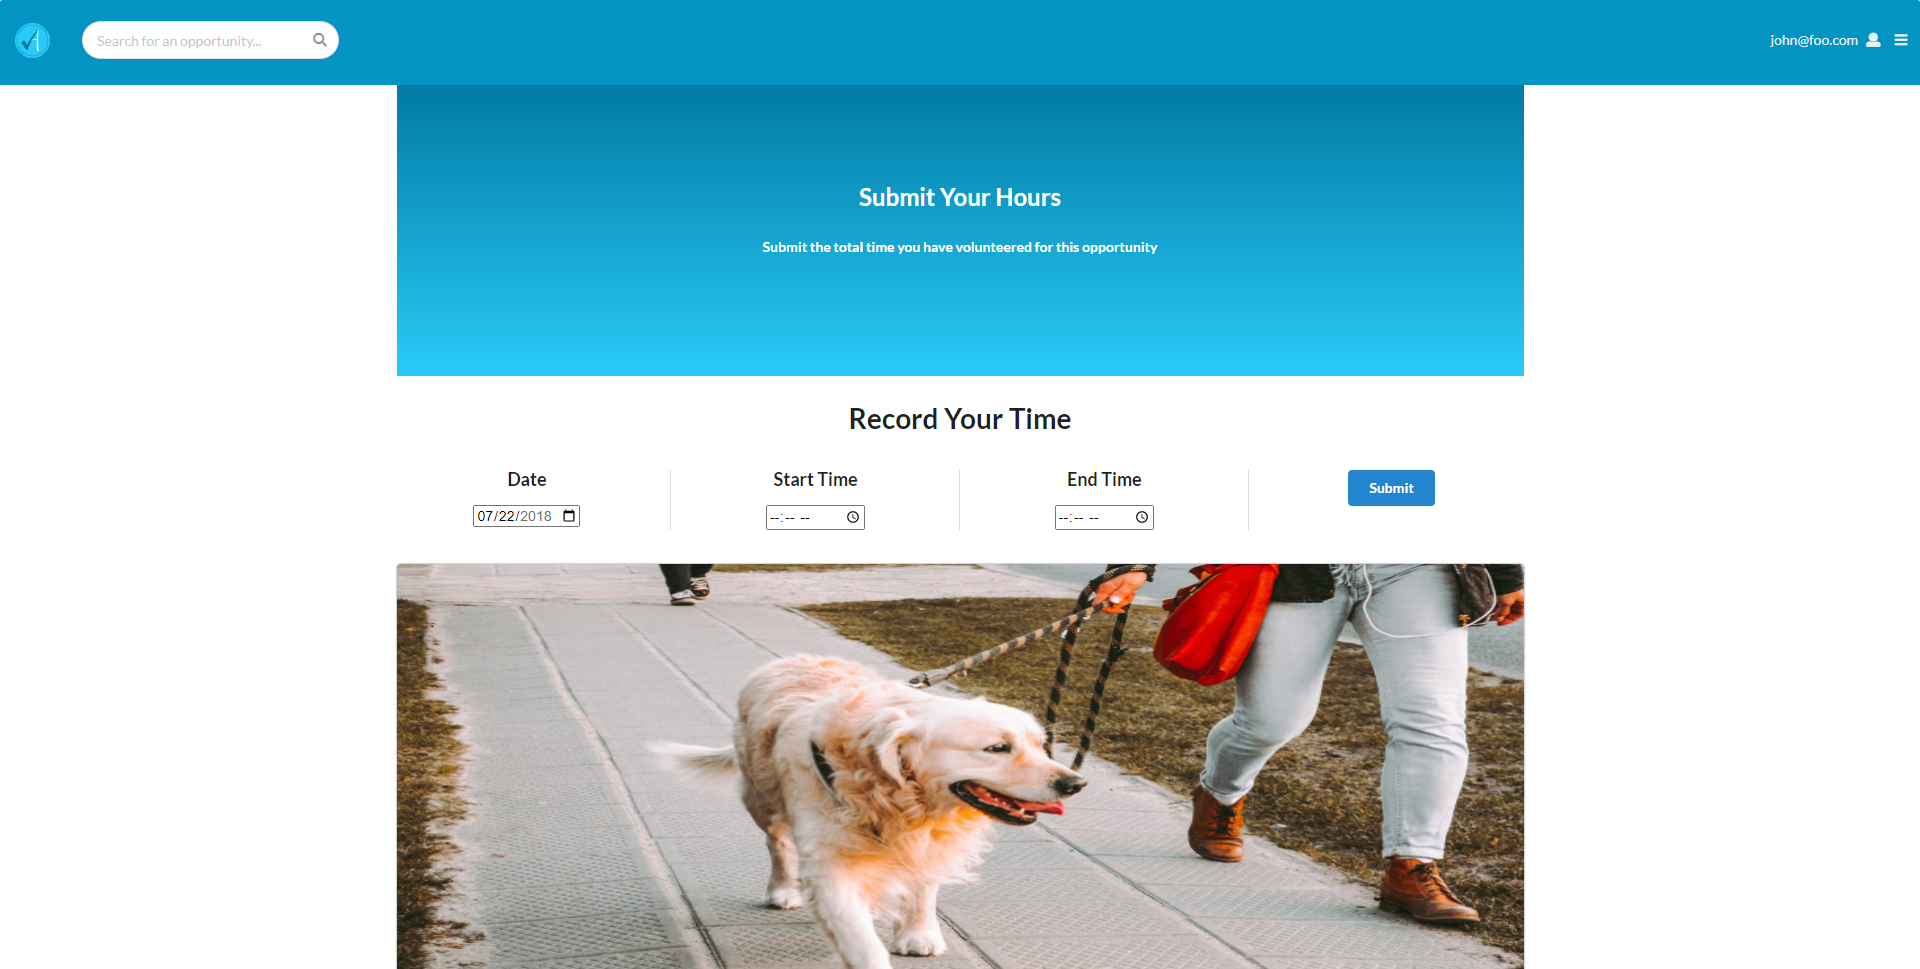 Search for an opportunity...
john@foo.com
Submit Your Hours
Submit the total time you have volunteered for this opportunity
Record Your Time
Date
Start Time
End Time
Submit
07/22/2018
--:-- --
--:-- --